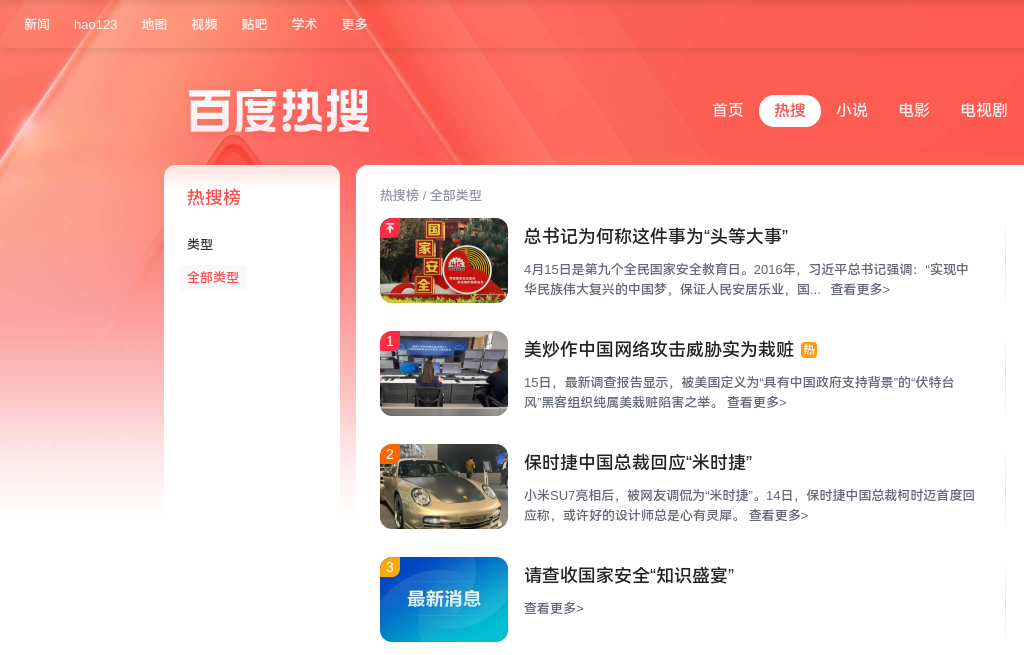 新闻 hao123 地图 视频 贴吧 学术 更多
百度热搜
首页 热搜 小说 电影 电视剧
热搜榜
类型
全部类型
热搜榜 / 全部类型
国
家
安
全
总书记为何称这件事为“头等大事”
4月15日是第九个全民国家安全教育日。2016年，习近平总书记强调：“实现中
华民族伟大复兴的中国梦，保证人民安居乐业，国... 查看更多>
1
美炒作中国网络攻击威胁实为栽赃 热
15日，最新调查报告显示，被美国定义为“具有中国政府支持背景”的“伏特台
风”黑客组织纯属美栽赃陷害之举。 查看更多>
2
保时捷中国总裁回应“米时捷”
小米SU7亮相后，被网友调侃为“米时捷”。14日，保时捷中国总裁柯时迈首度回
应称，或许好的设计师总是心有灵犀。 查看更多>
3
最新消息
请查收国家安全“知识盛宴”
查看更多>